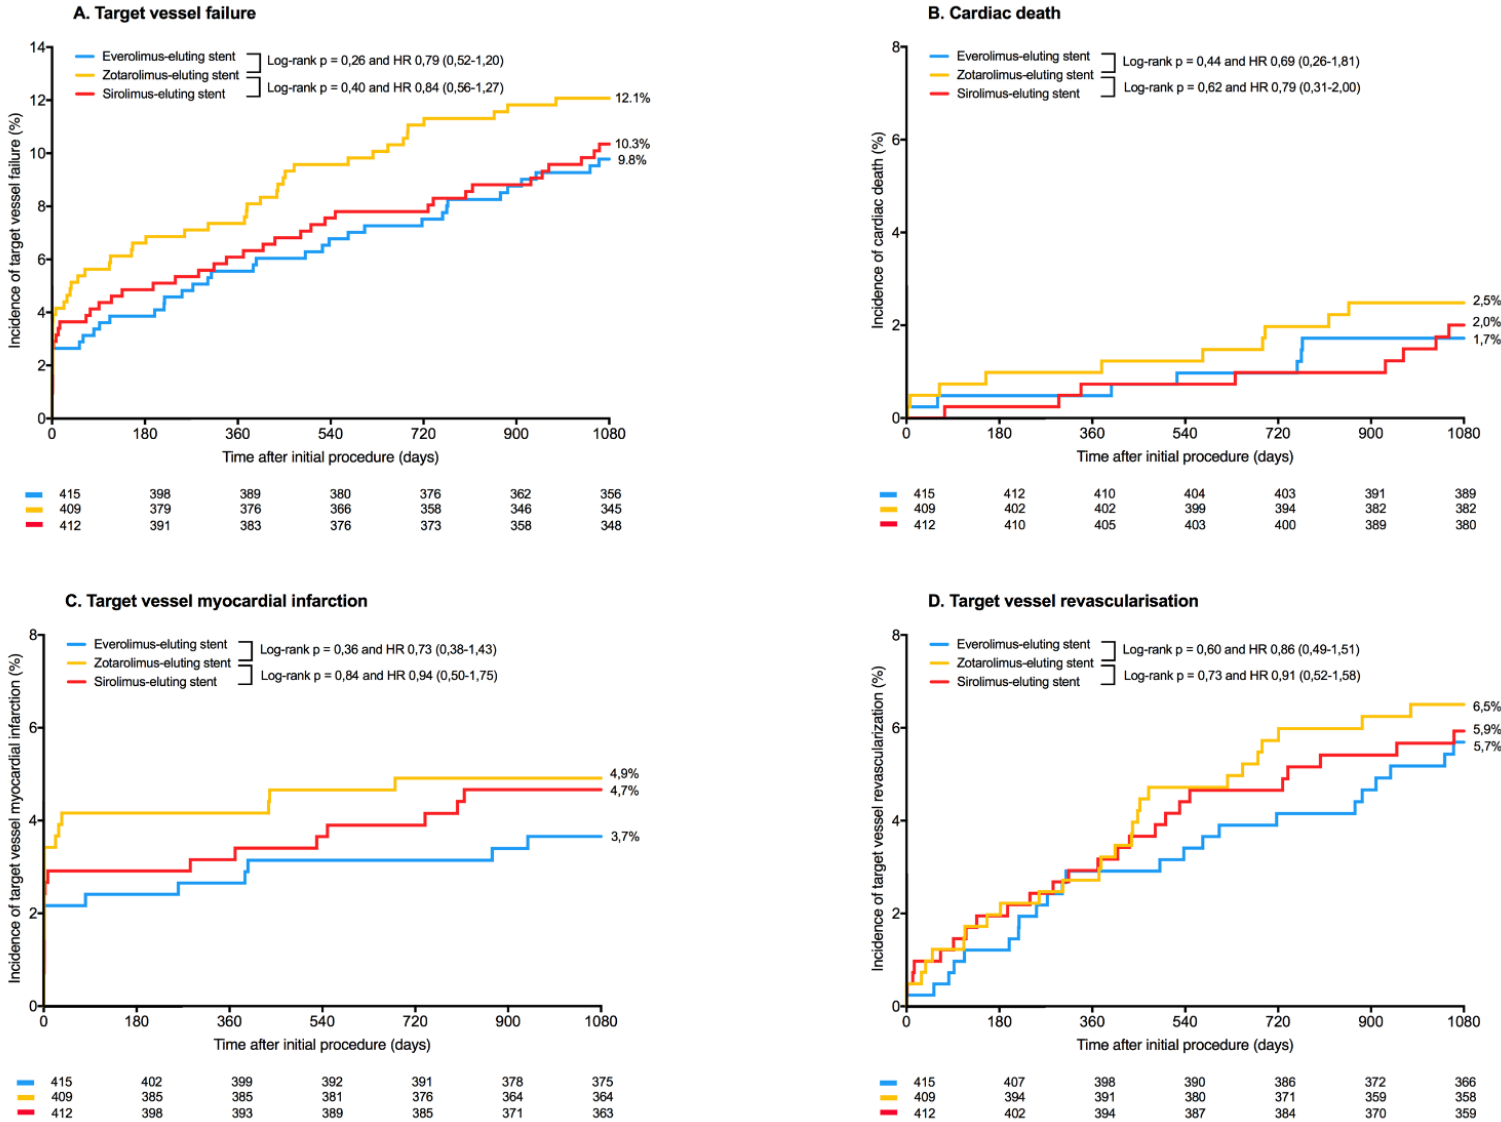 A. Target vessel failure
Everolimus-eluting stent
Zotarolimus-eluting stent
Sirolimus-eluting stent
Log-rank p = 0,26 and HR 0,79 (0,52-1,20)
Log-rank p = 0,40 and HR 0,84 (0,56-1,27)
Incidence of target vessel failure (%)
14
12
10
8
6
4
2
0
12.1%
10.3%
9.8%
0 180 360 540 720 900 1080
Time after initial procedure (days)
415 398 389 380 376 362 356
409 379 376 366 358 346 345
412 391 383 376 373 358 348
B. Cardiac death
Everolimus-eluting stent
Zotarolimus-eluting stent
Sirolimus-eluting stent
Log-rank p = 0,44 and HR 0,69 (0,26-1,81)
Log-rank p = 0,62 and HR 0,79 (0,31-2,00)
Incidence of cardiac death (%)
8
6
4
2
0
2,5%
2,0%
1,7%
0 180 360 540 720 900 1080
Time after initial procedure (days)
415 412 410 404 403 391 389
409 402 402 399 394 382 382
412 410 405 403 400 389 380
C. Target vessel myocardial infarction
Everolimus-eluting stent
Zotarolimus-eluting stent
Sirolimus-eluting stent
Log-rank p = 0,36 and HR 0,73 (0,38-1,43)
Log-rank p = 0,84 and HR 0,94 (0,50-1,75)
Incidence of target vessel myocardial infarction (%)
8
6
4
2
0
4,9%
4,7%
3,7%
0 180 360 540 720 900 1080
Time after initial procedure (days)
415 402 399 392 391 378 375
409 385 385 381 376 364 364
412 398 393 389 385 371 363
D. Target vessel revascularisation
Everolimus-eluting stent
Zotarolimus-eluting stent
Sirolimus-eluting stent
Log-rank p = 0,60 and HR 0,86 (0,49-1,51)
Log-rank p = 0,73 and HR 0,91 (0,52-1,58)
Incidence of target vessel revascularization (%)
8
6
4
2
0
6,5%
5,9%
5,7%
0 180 360 540 720 900 1080
Time after initial procedure (days)
415 407 398 390 386 372 366
409 394 391 380 371 359 358
412 402 394 387 384 370 359